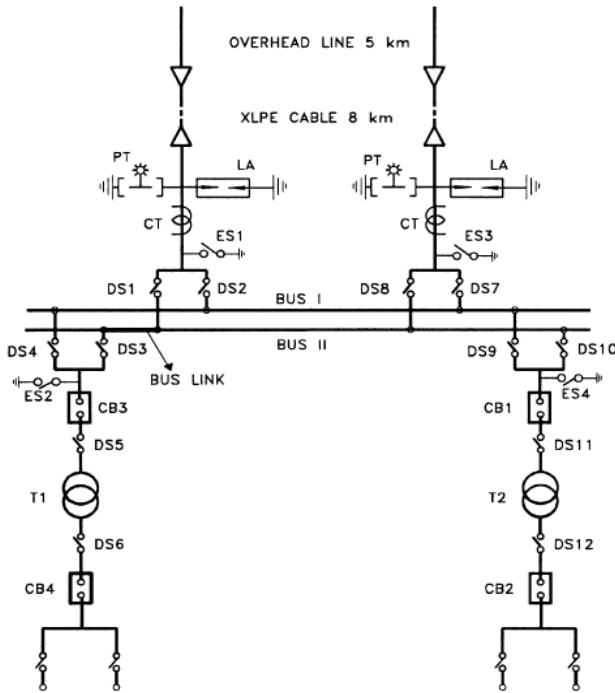 OVERHEAD LINE 5 km
XLPE CABLE 8 km
PT
LA
PT
LA
CT
ES1
CT
ES3
DS1
DS2
DS8
DS7
BUS I
BUS II
DS4
DS3
DS9
DS10
BUS LINK
ES2
ES4
CB3
CB1
DS5
DS11
T1
T2
DS6
DS12
CB4
CB2